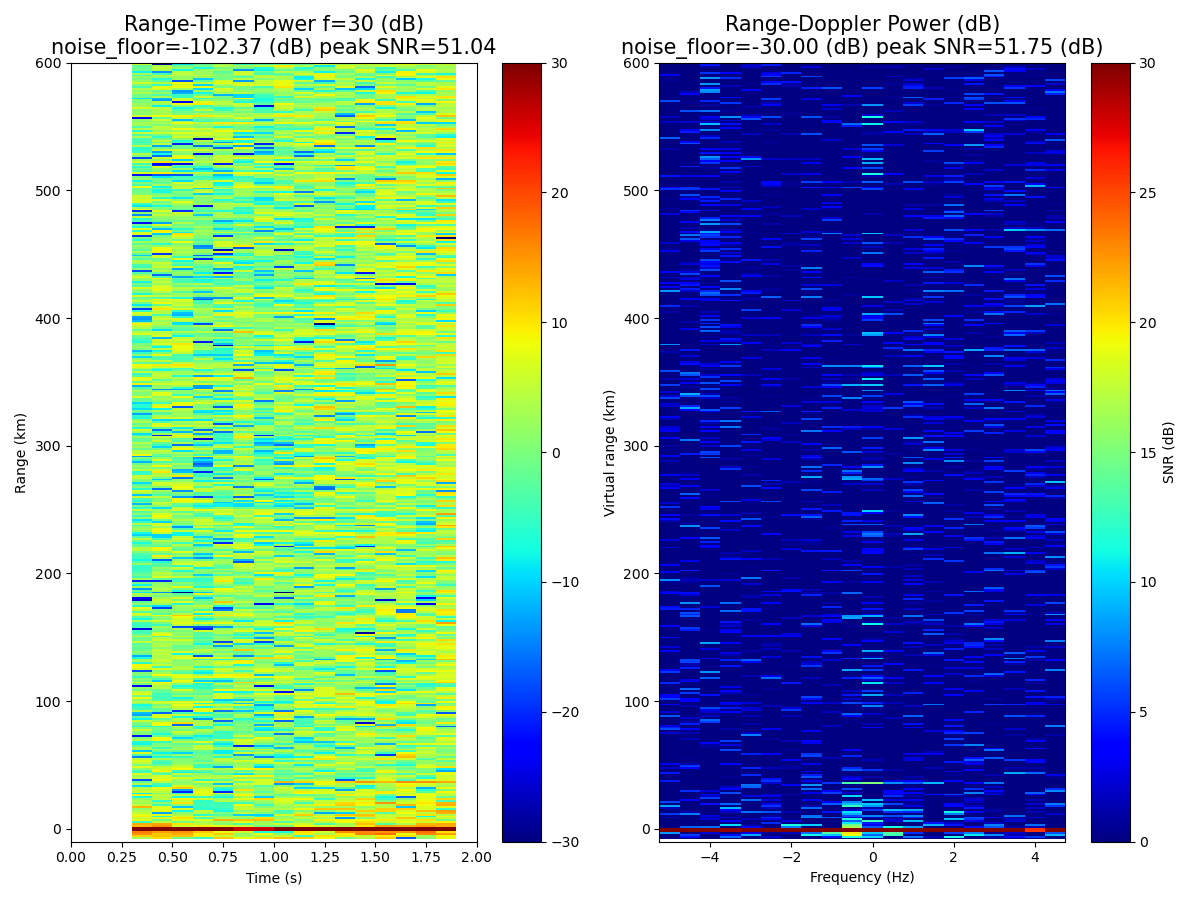 Range-Time Power f=30 (dB)
noise_floor=-102.37 (dB) peak SNR=51.04
600
500
400
300
200
100
0
Range (km)
0.00 0.25 0.50 0.75 1.00 1.25 1.50 1.75 2.00
Time (s)
30
20
10
0
−10
−20
−30
Range-Doppler Power (dB)
noise_floor=-30.00 (dB) peak SNR=51.75 (dB)
600
500
400
300
200
100
0
Virtual range (km)
−4 −2 0 2 4
Frequency (Hz)
30
25
20
15
10
5
0
SNR (dB)